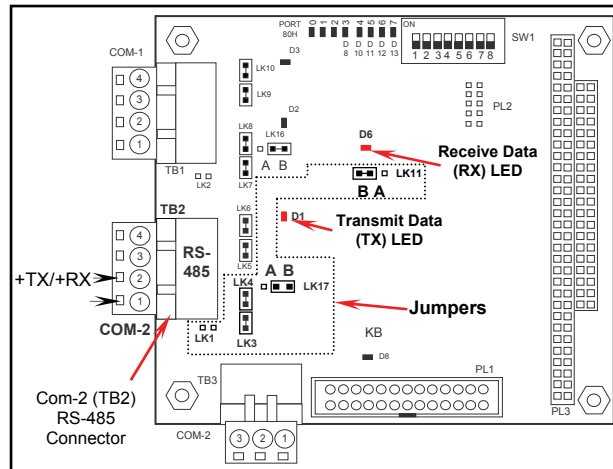 COM-1
4
3
2
1
TB1
LK2
LK10
LK9
LK8
LK7
LK16
A B
D3
D2
PORT
80H
0 1 2 3 4 5 6 7
D
8
D
10
D
11
D
12
D
13
ON
1 2 3 4 5 6 7 8
SW1
PL2
D6
Receive Data
(RX) LED
LK11
B A
D1
Transmit Data
(TX) LED
TB2
RS-
485
4
3
2
1
+TX/+RX
COM-2
LK6
LK5
A B
LK17
LK4
LK3
LK1
Jumpers
KB
D8
Com-2 (TB2)
RS-485
Connector
TB3
COM-2
3 2 1
PL1
PL3